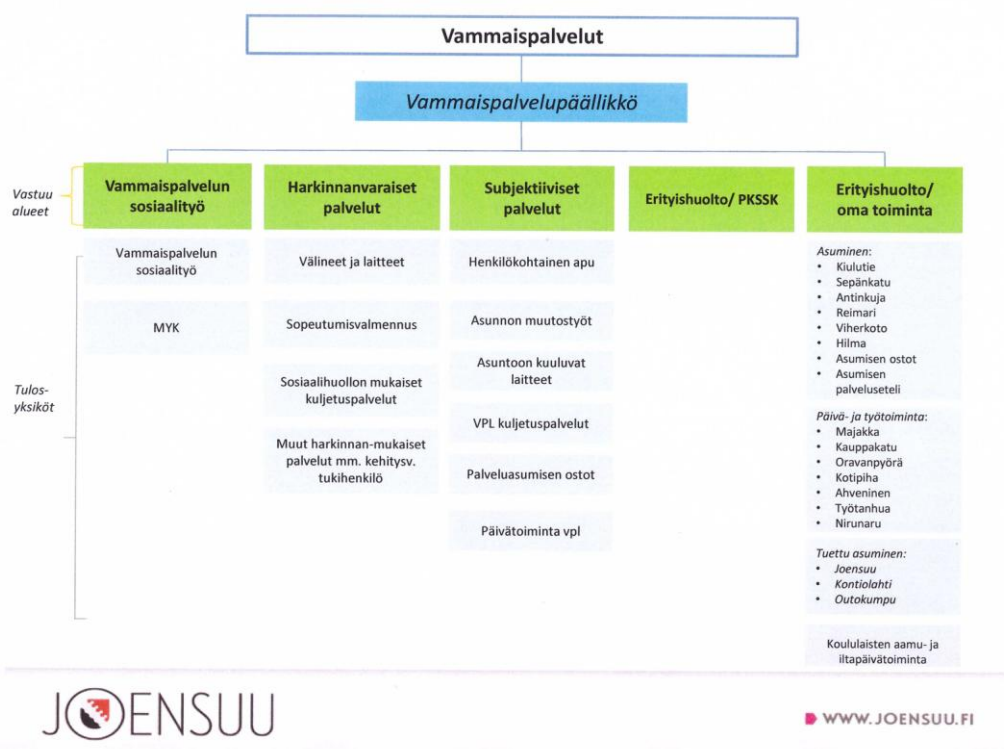 Vammaispalvelut
Vammaispalvelupäällikkö
Vastuu
alueet
Vammaispalvelun
sosiaalityö
Harkinnanvaraiset
palvelut
Subjektiiviset
palvelut
Erityishuolto/ PKSSK
Erityishuolto/
oma toiminta
Tulos-
yksiköt
Vammaispalvelun
sosiaalityö
MYK
Välineet ja laitteet
Sopeutumisvalmennus
Sosiaalihuollon mukaiset
kuljetuspalvelut
Muut harkinnan-mukaiset
palvelut mm. kehitysv.
tukihenkilö
Henkilökohtainen apu
Asunnon muutostyöt
Asuntoon kuuluvat
laitteet
VPL kuljetuspalvelut
Palveluasumisen ostot
Päivätoiminta vpl
Asuminen:
• Kiulutie
• Sepänkatu
• Antinkuja
• Reimari
• Viherkoto
• Hilma
• Asumisen ostot
• Asumisen
palveluseteli
Päivä- ja työtoiminta:
• Majakka
• Kauppakatu
• Oravanpyörä
• Kotipiha
• Ahveninen
• Työtanhua
• Nirunaru
Tuettu asuminen:
• Joensuu
• Kontiolahti
• Outokumpu
Koululaisten aamu- ja
iltapäivätoiminta
JOENSUU
WWW.JOENSUU.FI